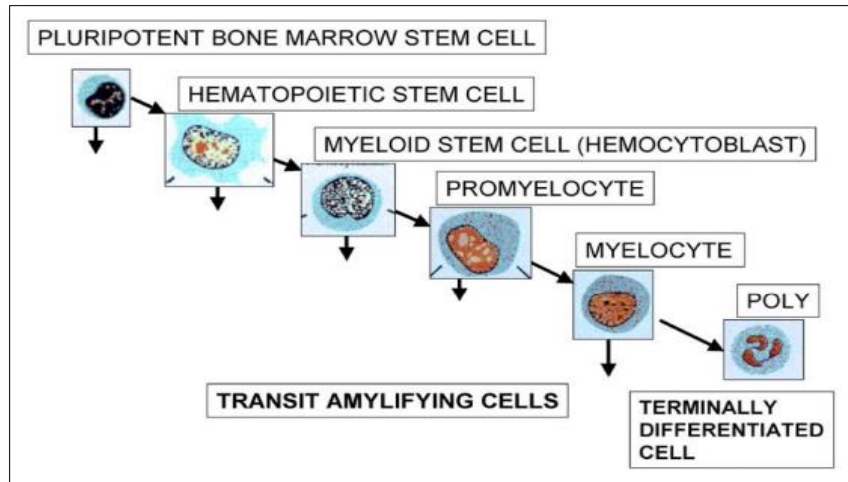 PLURIPOTENT BONE MARROW STEM CELL
HEMATOPOIETIC STEM CELL
MYELOID STEM CELL (HEMOCYTOBLAST)
PROMYELOCYTE
MYELOCYTE
POLY
TRANSIT AMYLIFYING CELLS
TERMINALLY
DIFFERENTIATED
CELL